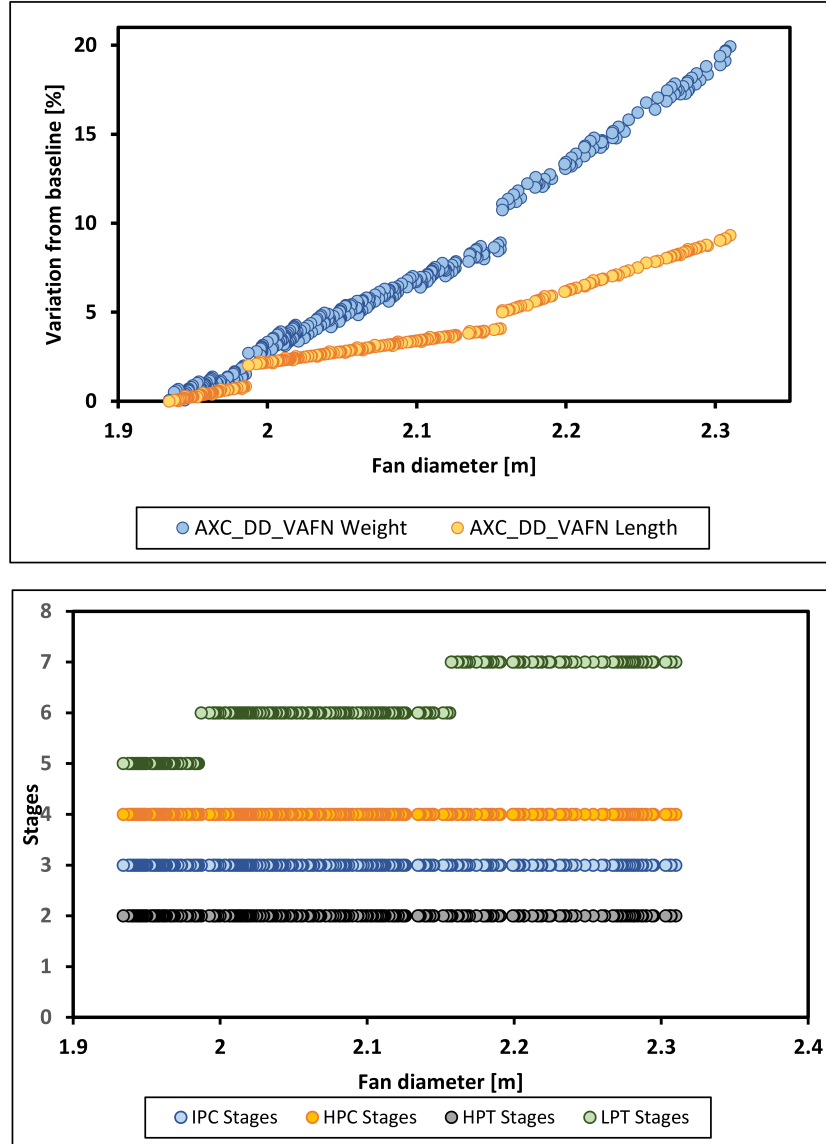 20
15
10
5
0
Variation from baseline [%]
1.9 2 2.1 2.2 2.3
Fan diameter [m]
AXC_DD_VAFN Weight AXC_DD_VAFN Length
8
7
6
5
4
3
2
1
0
Stages
1.9 2 2.1 2.2 2.3 2.4
Fan diameter [m]
IPC Stages HPC Stages HPT Stages LPT Stages